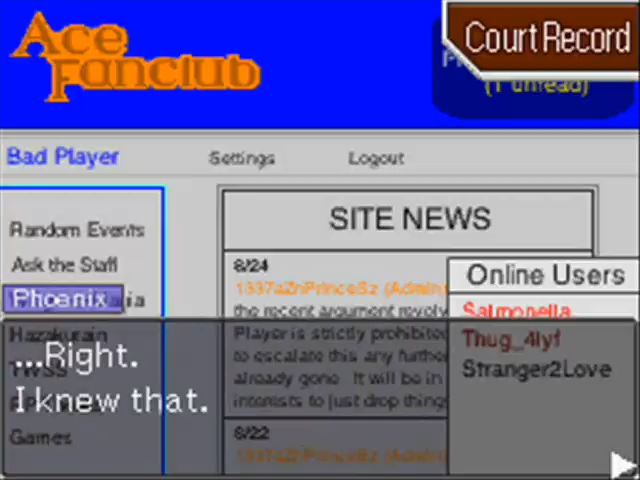 Ace
Fanclub
Court Record
(1 unread)
Bad Player
Settings
Logout
Random Events
Ask the Staff
Phoenix
Hazakurain
TWSS
Games
SITE NEWS
8/24
1337aZnPrinceSz (Admin)
the recent argument revolv
Player is strictly prohibited
to escalate this any further
already gone. It will be in
interests to just drop things
8/22
1337aZnPrinceSz (Admin)
Online Users
Salmonella
Thug_4lyf
Stranger2Love
...Right.
I knew that.